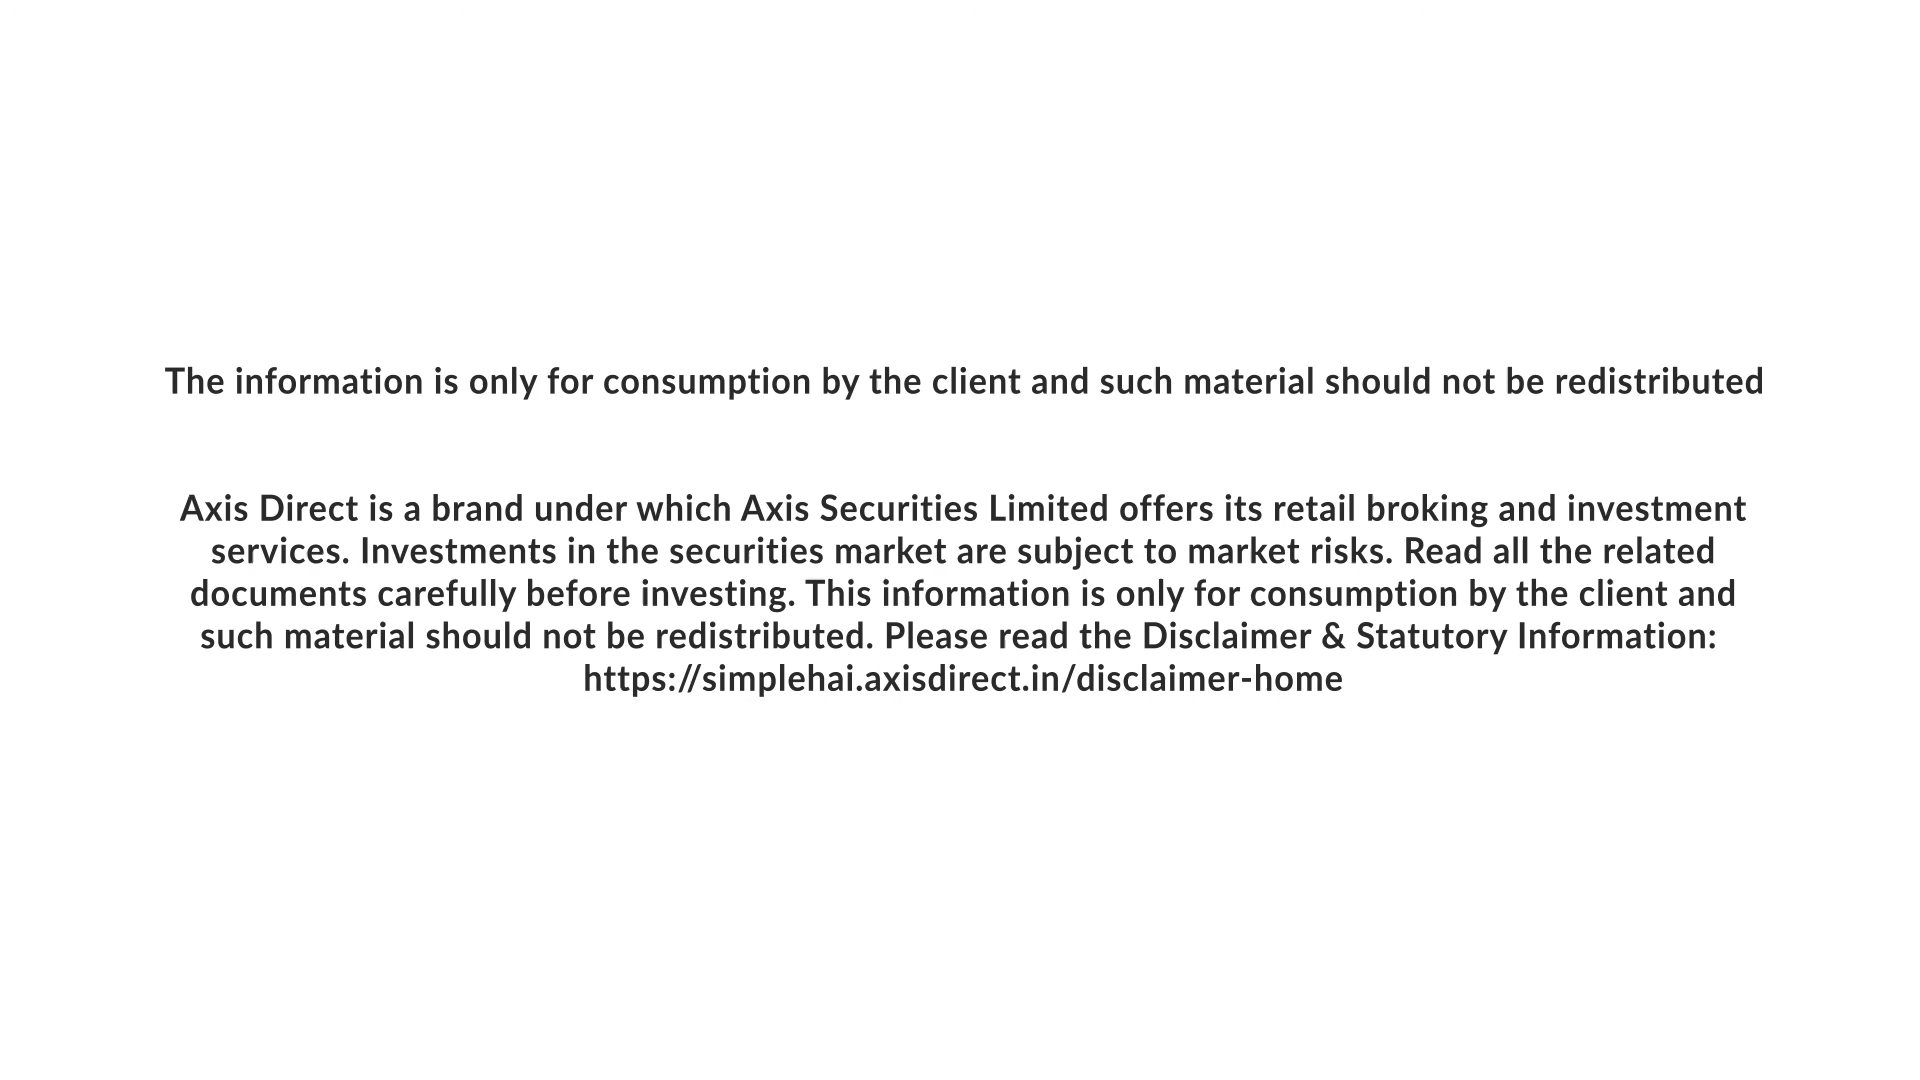 The information is only for consumption by the client and such material should not be redistributed
Axis Direct is a brand under which Axis Securities Limited offers its retail broking and investment
services. Investments in the securities market are subject to market risks. Read all the related
documents carefully before investing. This information is only for consumption by the client and
such material should not be redistributed. Please read the Disclaimer & Statutory Information:
https://simplehai.axisdirect.in/disclaimer-home